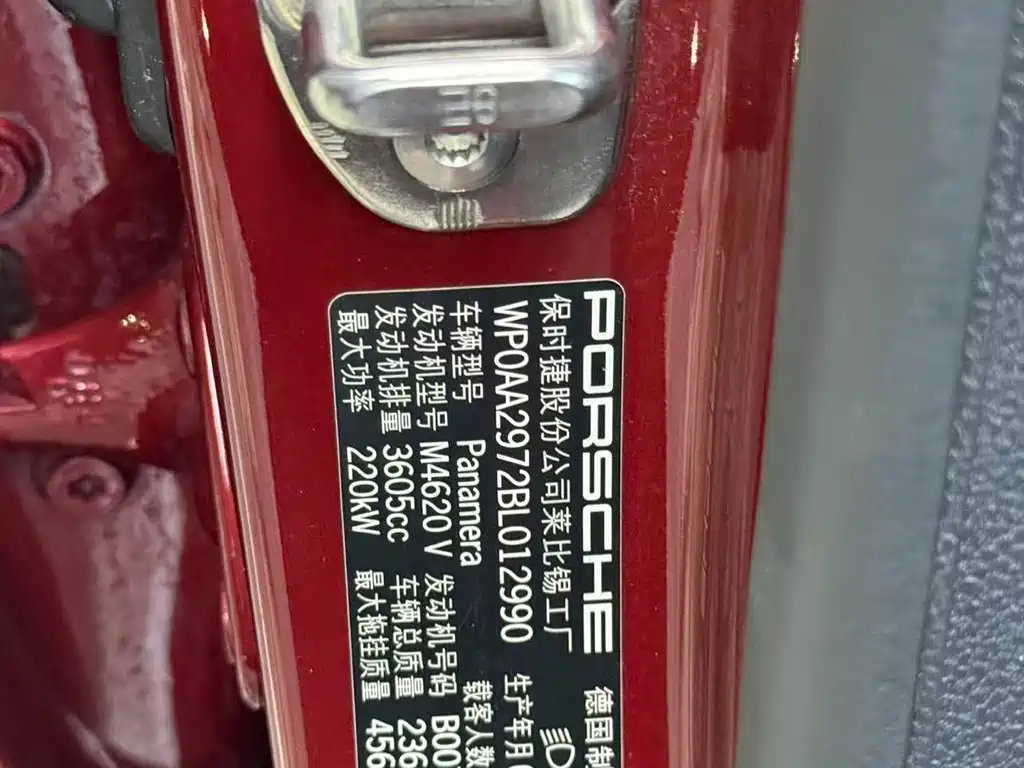 PORSCHE 德国制
保时捷股份公司莱比锡工厂
WP0AA2972BL012990 生产年月
车辆型号 Panamera 载客人数
发动机型号 M4620 V 发动机号码 B00
发动机排量 3605cc 车辆总质量 236
最大功率 220kW 最大拖挂质量 456